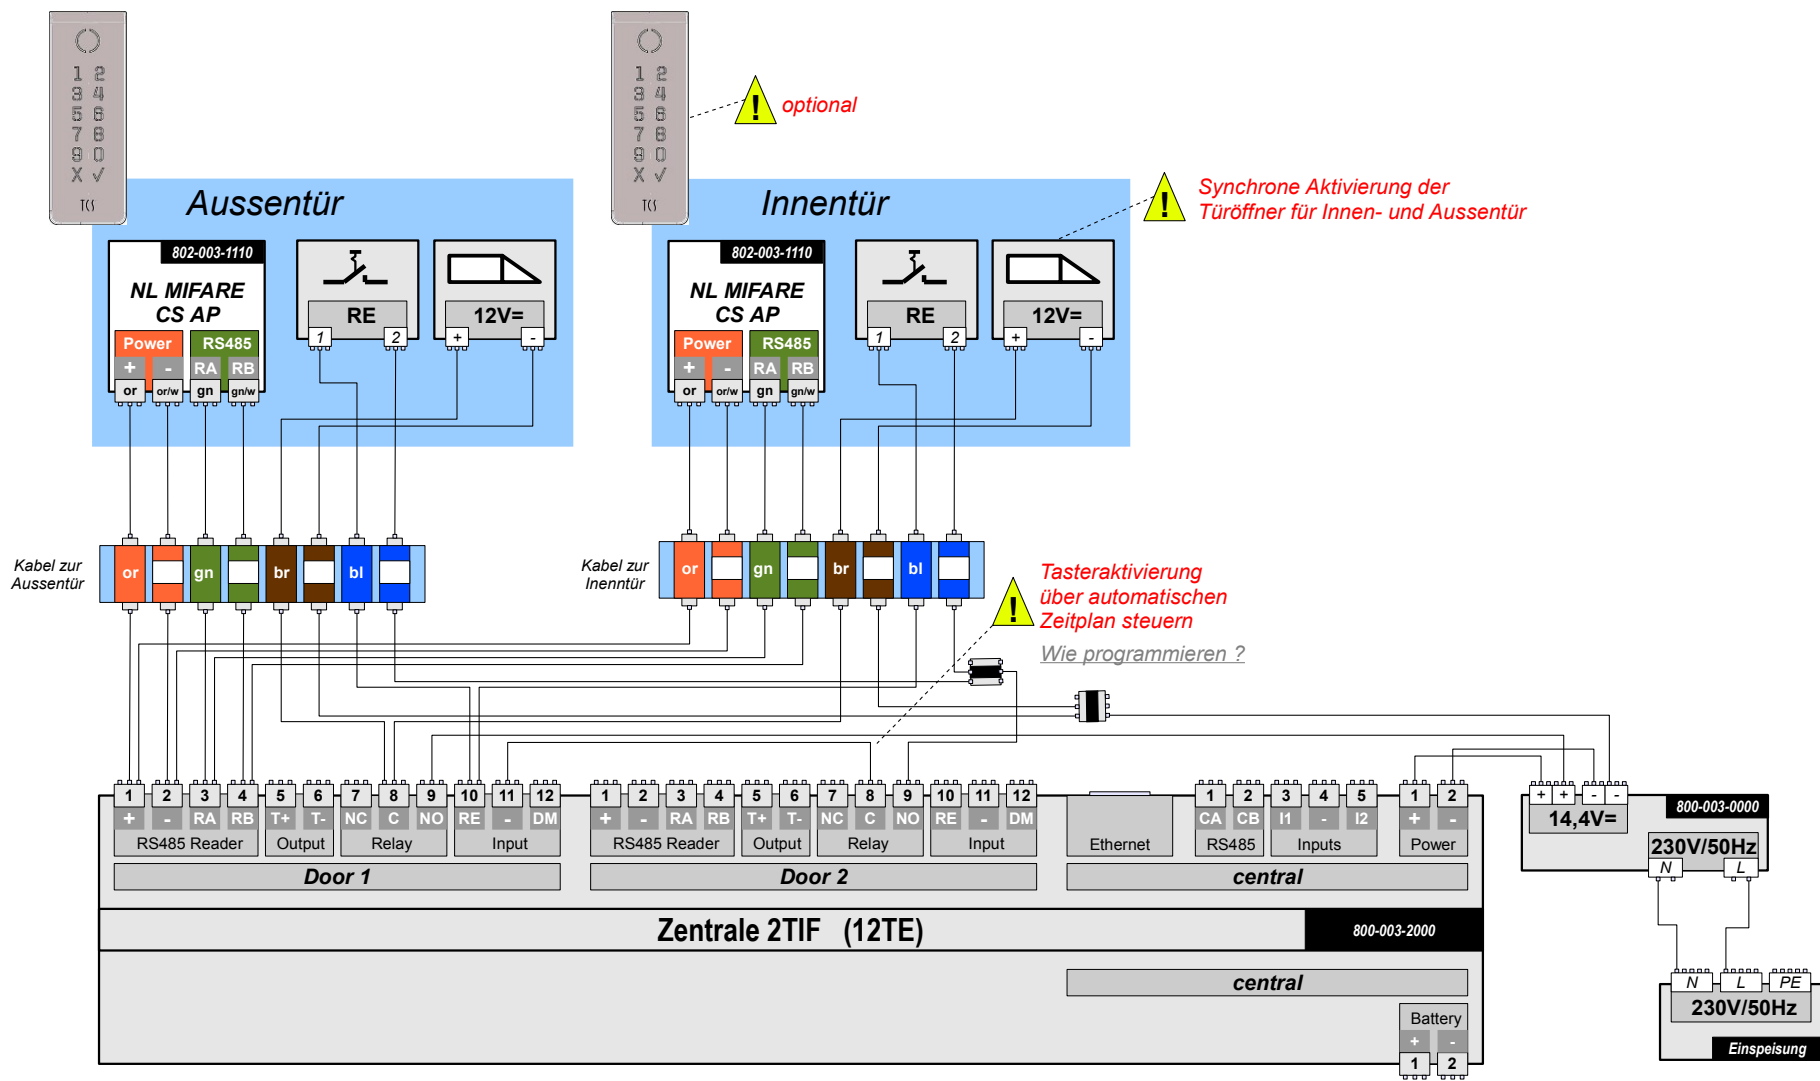 1 2
3 4
5 6
7 8
9 0
X ✓
TCS
1 2
3 4
5 6
7 8
9 0
X ✓
TCS
! optional
Aussentür
Innentür
! Synchrone Aktivierung der
Türöffner für Innen- und Aussentür
802-003-1110
NL MIFARE
CS AP
Power RS485
+ - RA RB
or or/w gn gn/w
RE
1 2
12V=
+ -
802-003-1110
NL MIFARE
CS AP
Power RS485
+ - RA RB
or or/w gn gn/w
RE
1 2
12V=
+ -
Kabel zur
Aussentür
or gn br bl
Kabel zur
Inenntür
or gn br bl
! Tasteraktivierung
über automatischen
Zeitplan steuern
Wie programmieren ?
1 2 3 4 5 6 7 8 9 10 11 12
+ - RA RB T+ T- NC C NO RE - DM
RS485 Reader Output Relay Input
Door 1
1 2 3 4 5 6 7 8 9 10 11 12
+ - RA RB T+ T- NC C NO RE - DM
RS485 Reader Output Relay Input
Door 2
1 2 3 4 5 1 2
CA CB I1 - I2 + -
Ethernet RS485 Inputs Power
central
+ + - -
14,4V=
800-003-0000
230V/50Hz
N L
Zentrale 2TIF (12TE)
800-003-2000
central
Battery
+ -
1 2
N L PE
230V/50Hz
Einspeisung